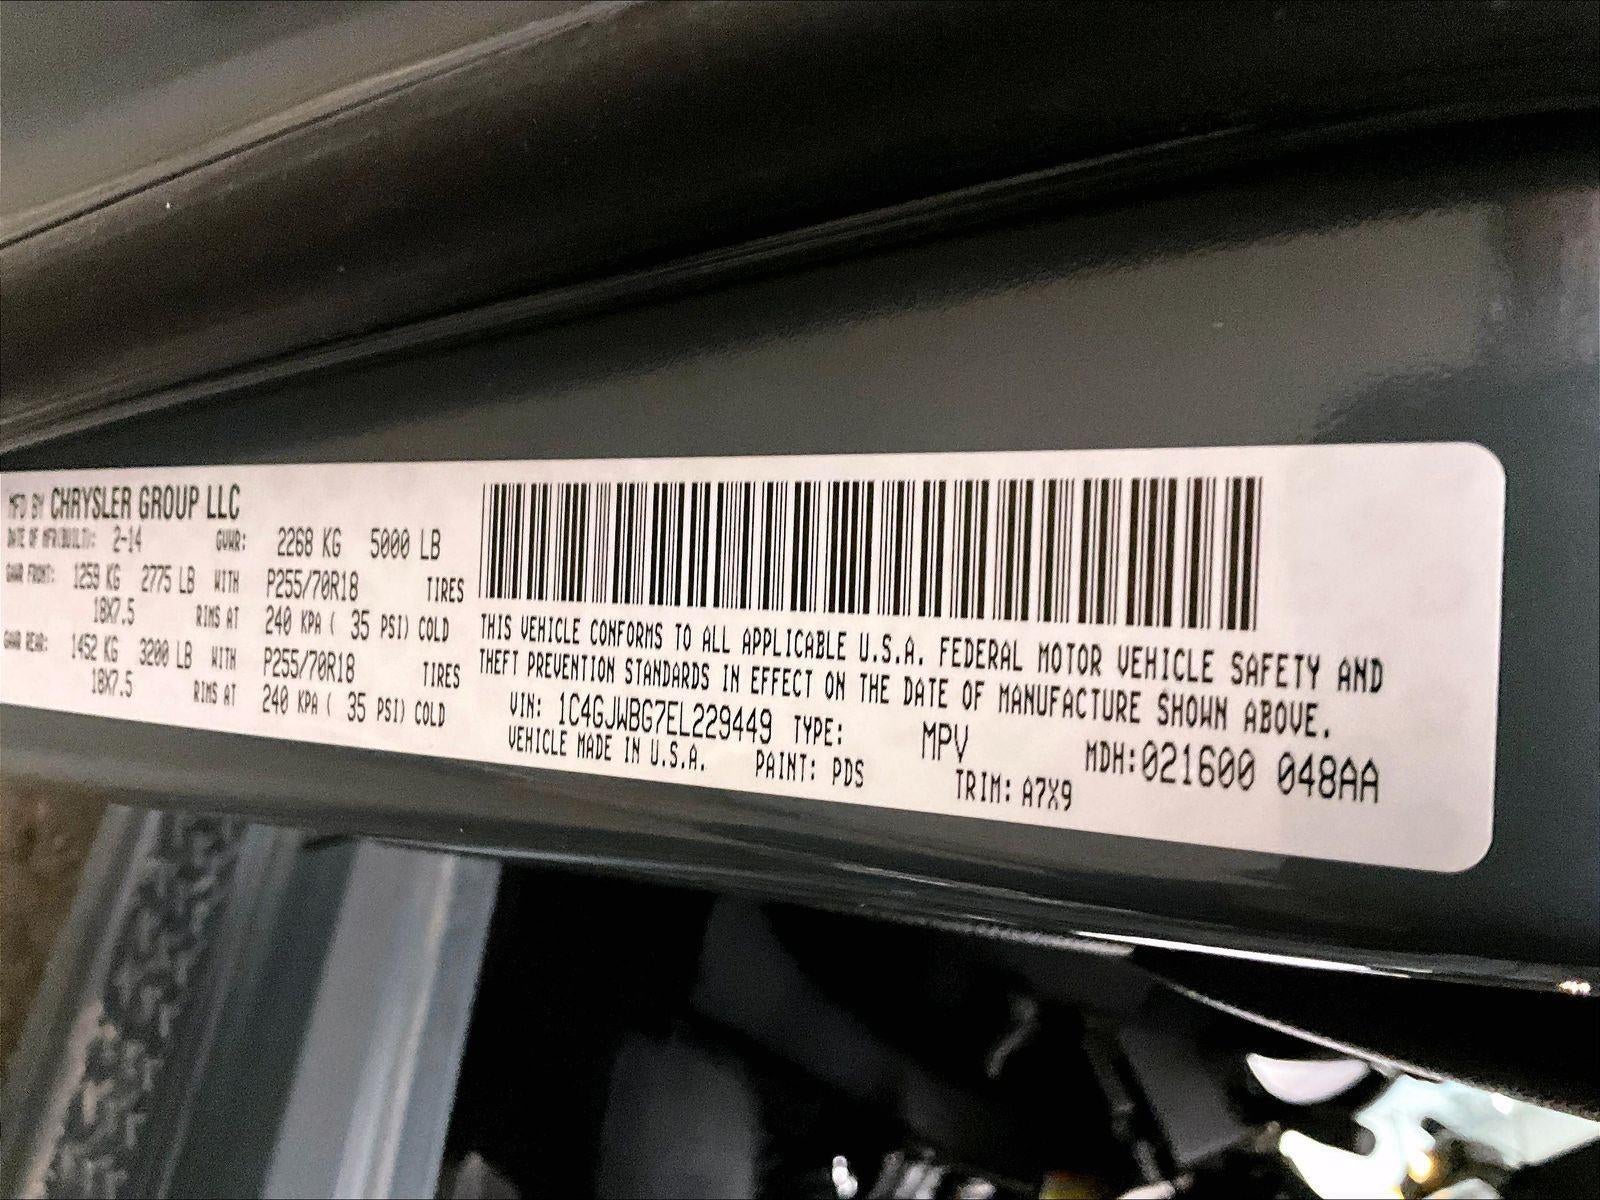 MFD BY CHRYSLER GROUP LLC
DATE OF MFR(BUILT): 2-14 GVWR: 2268 KG 5000 LB
GAWR FRONT: 1259 KG 2775 LB WITH P255/70R18 TIRES
18X7.5 RIMS AT 240 KPA ( 35 PSI) COLD
GAWR REAR: 1452 KG 3200 LB WITH P255/70R18 TIRES
18X7.5 RIMS AT 240 KPA ( 35 PSI) COLD
THIS VEHICLE CONFORMS TO ALL APPLICABLE U.S.A. FEDERAL MOTOR VEHICLE SAFETY AND
THEFT PREVENTION STANDARDS IN EFFECT ON THE DATE OF MANUFACTURE SHOWN ABOVE.
VIN: 1C4GJWBG7EL229449 TYPE: MPV MDH:021600 048AA
VEHICLE MADE IN U.S.A. PAINT: PDS TRIM: A7X9